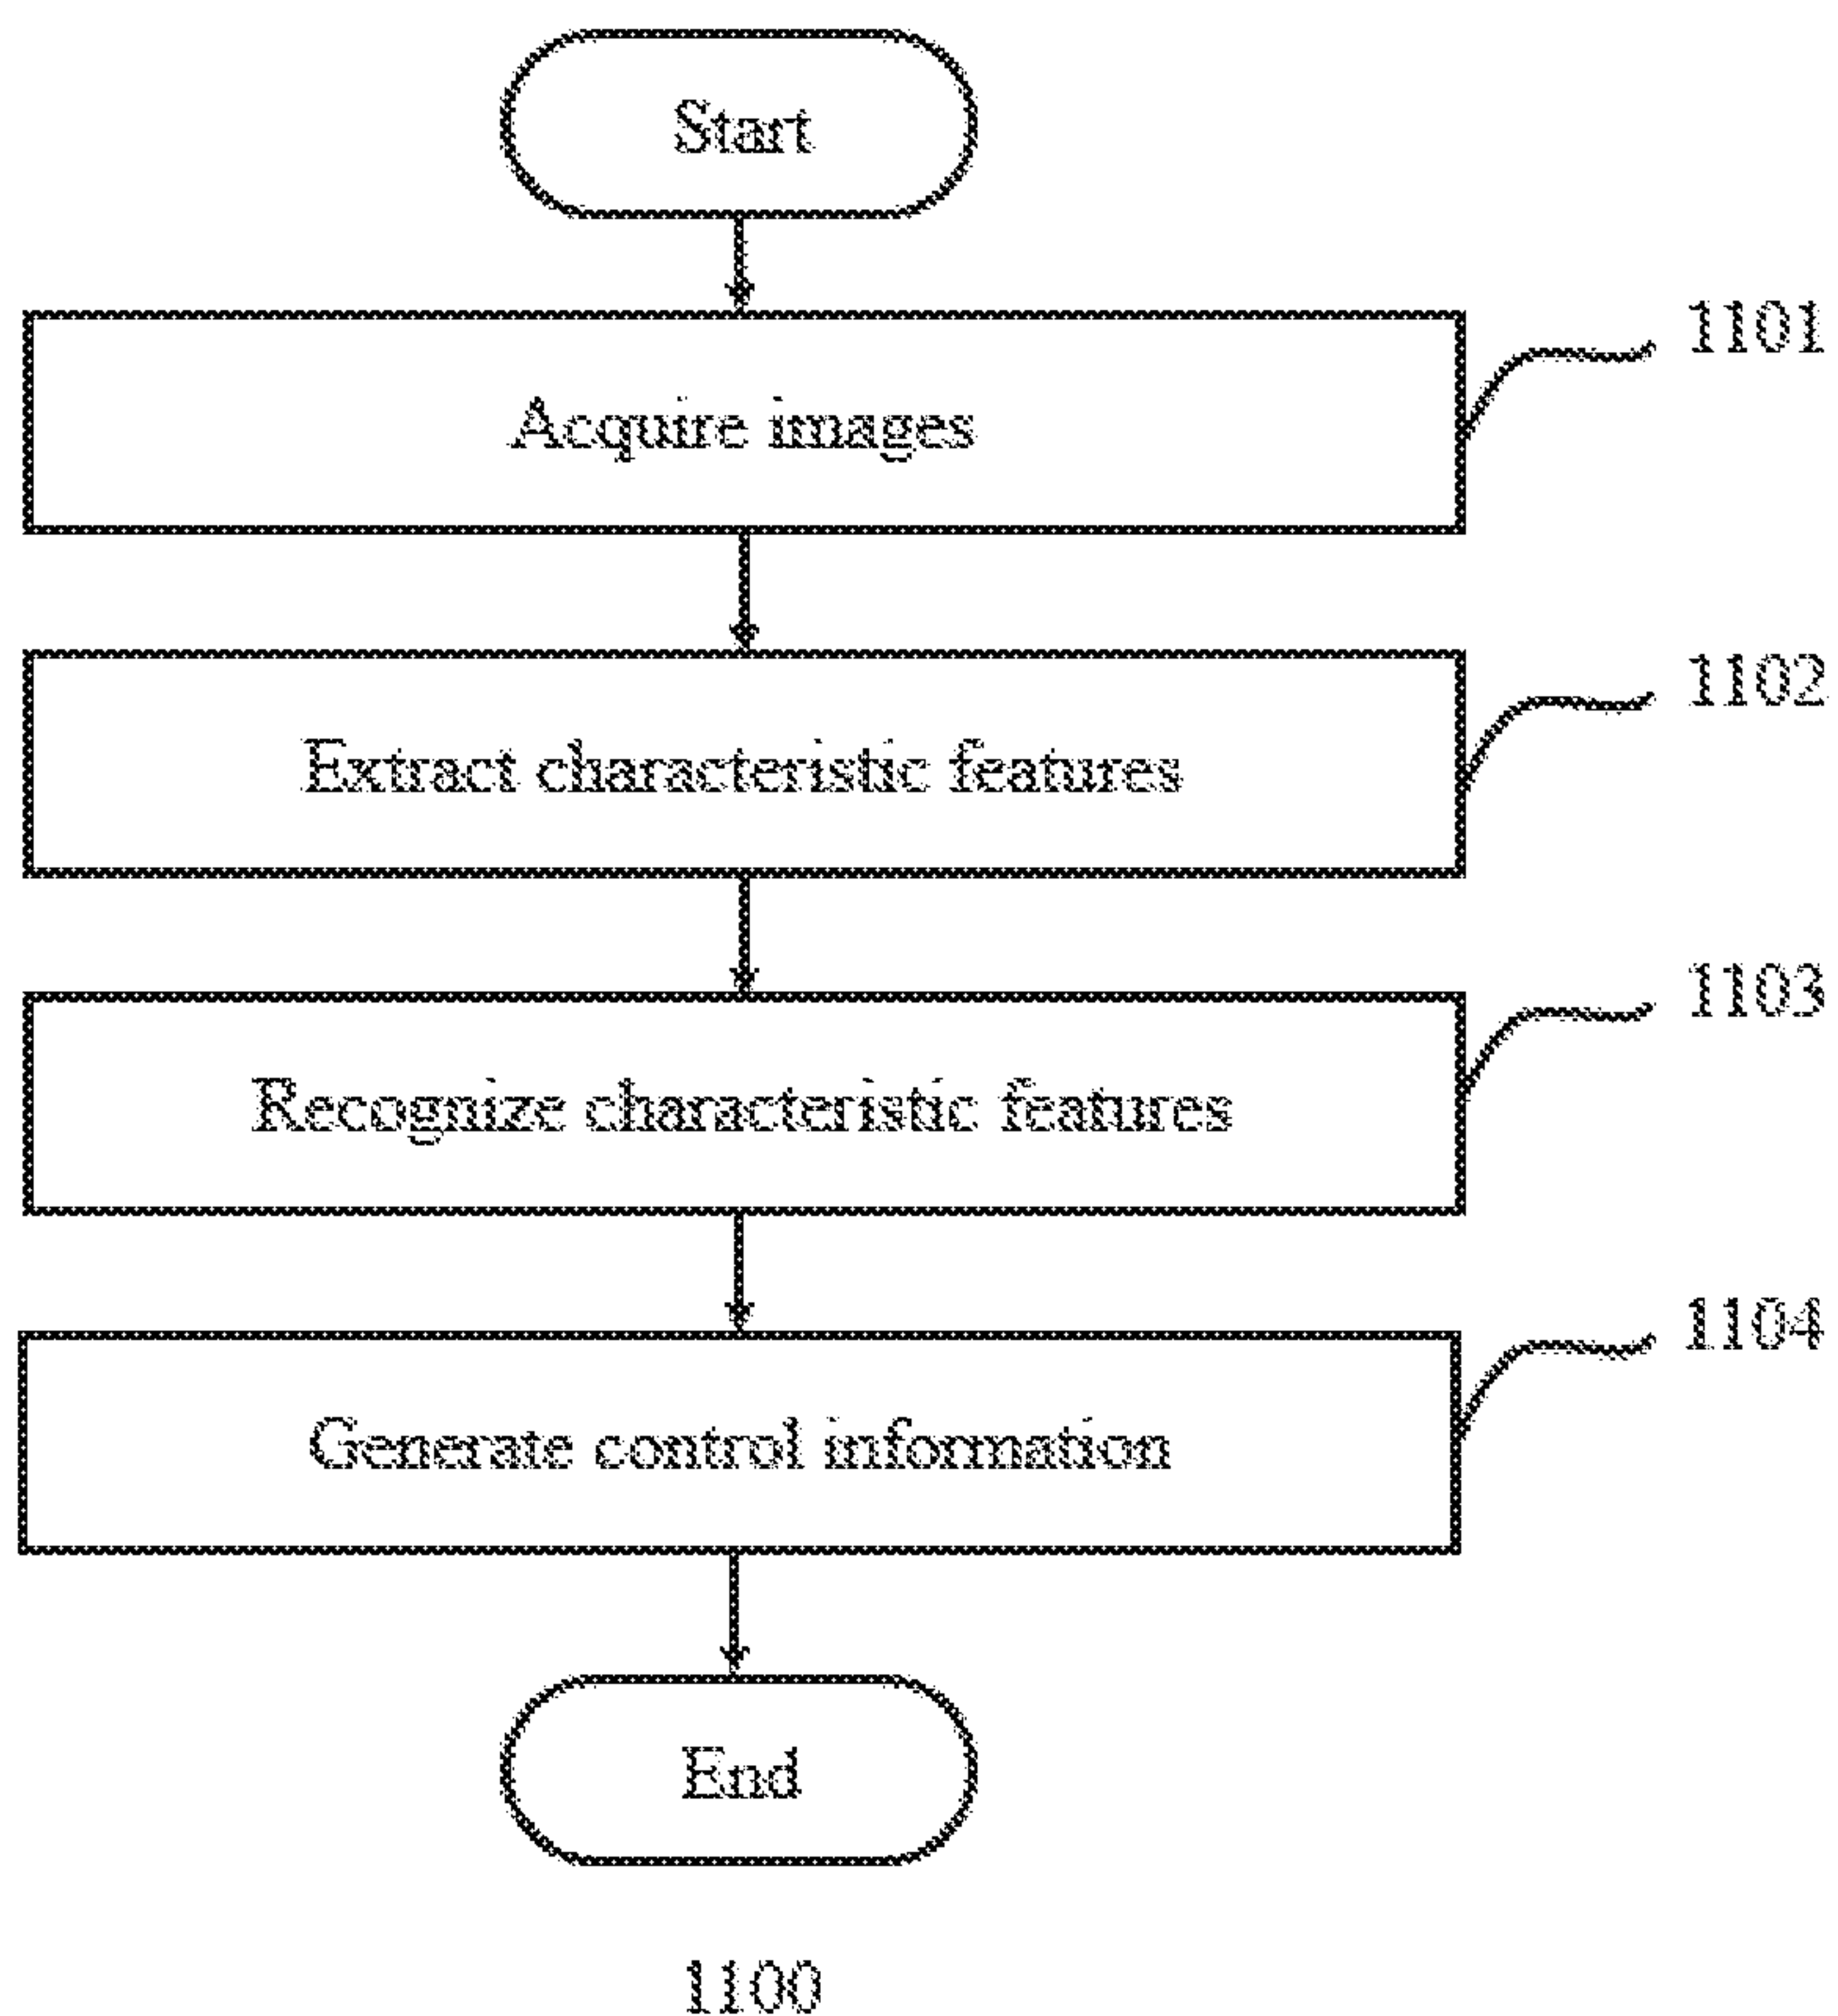 Start
1101
Acquire images
1102
Extract characteristic features
1103
Recognize characteristic features
1104
Generate control information
End
1100